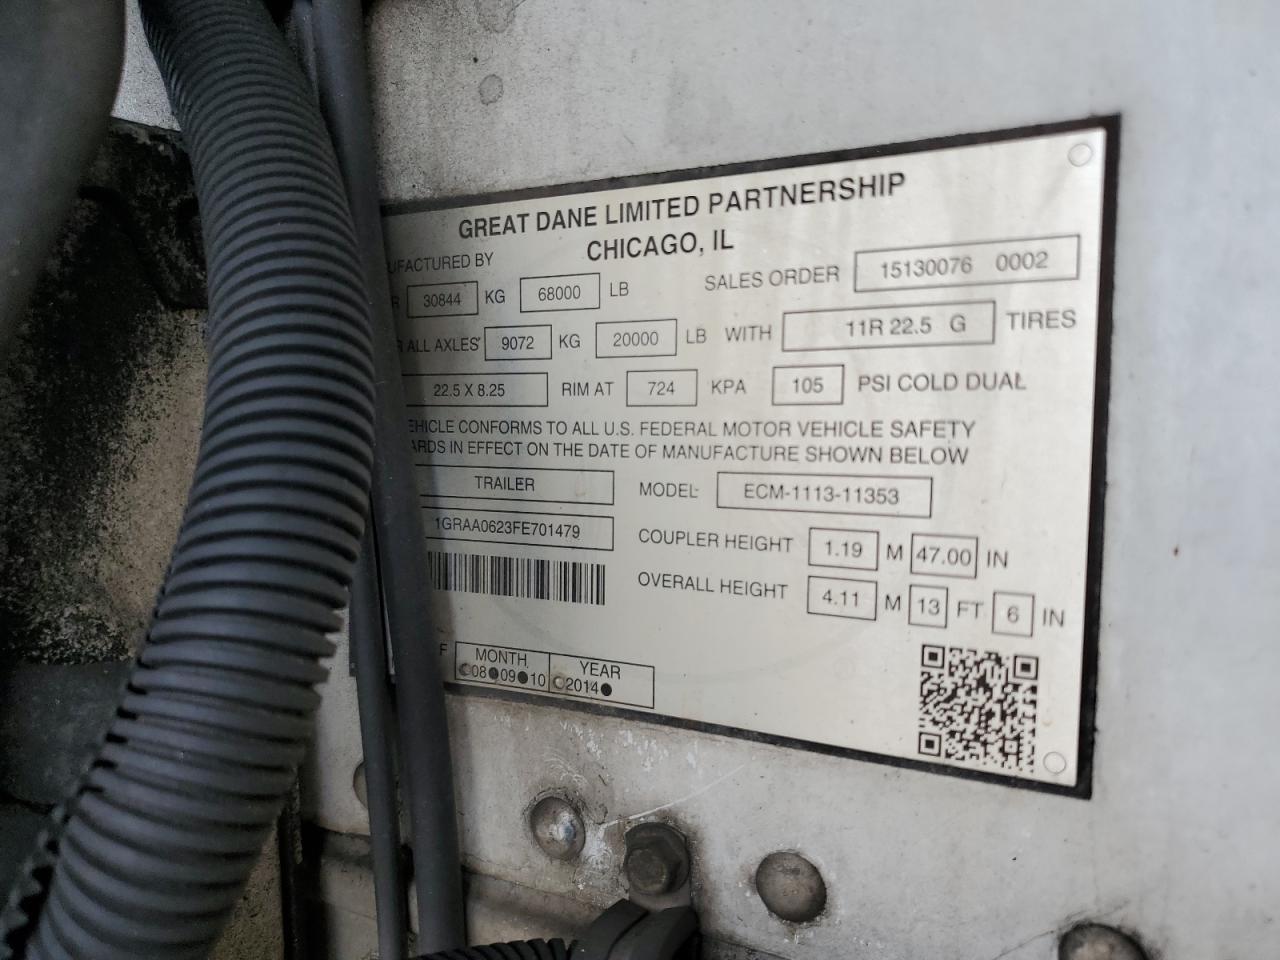 GREAT DANE LIMITED PARTNERSHIP
CHICAGO, IL
UFACTURED BY
R 30844 KG 68000 LB SALES ORDER 15130076 0002
R ALL AXLES 9072 KG 20000 LB WITH 11R 22.5 G TIRES
22.5 X 8.25 RIM AT 724 KPA 105 PSI COLD DUAL
EHICLE CONFORMS TO ALL U.S. FEDERAL MOTOR VEHICLE SAFETY
ARDS IN EFFECT ON THE DATE OF MANUFACTURE SHOWN BELOW
TRAILER MODEL ECM-1113-11353
1GRAA0623FE701479 COUPLER HEIGHT 1.19 M 47.00 IN
OVERALL HEIGHT 4.11 M 13 FT 6 IN
F MONTH YEAR
08 09 10 2014